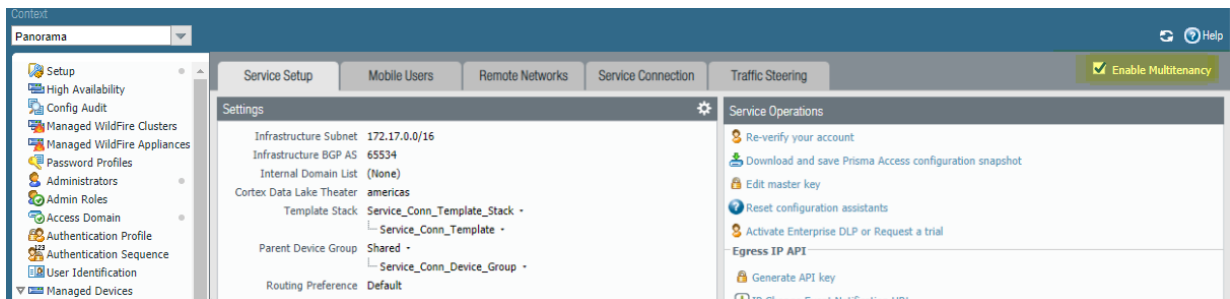 Context
Panorama
Help
Setup
High Availability
Config Audit
Managed WildFire Clusters
Managed WildFire Appliances
Password Profiles
Administrators
Admin Roles
Access Domain
Authentication Profile
Authentication Sequence
User Identification
Managed Devices
Service Setup
Mobile Users
Remote Networks
Service Connection
Traffic Steering
Enable Multitenancy
Settings
Infrastructure Subnet 172.17.0.0/16
Infrastructure BGP AS 65534
Internal Domain List (None)
Cortex Data Lake Theater americas
Template Stack Service_Conn_Template_Stack -
Service_Conn_Template -
Parent Device Group Shared -
Service_Conn_Device_Group -
Routing Preference Default
Service Operations
Re-verify your account
Download and save Prisma Access configuration snapshot
Edit master key
Reset configuration assistants
Activate Enterprise DLP or Request a trial
Egress IP API
Generate API key